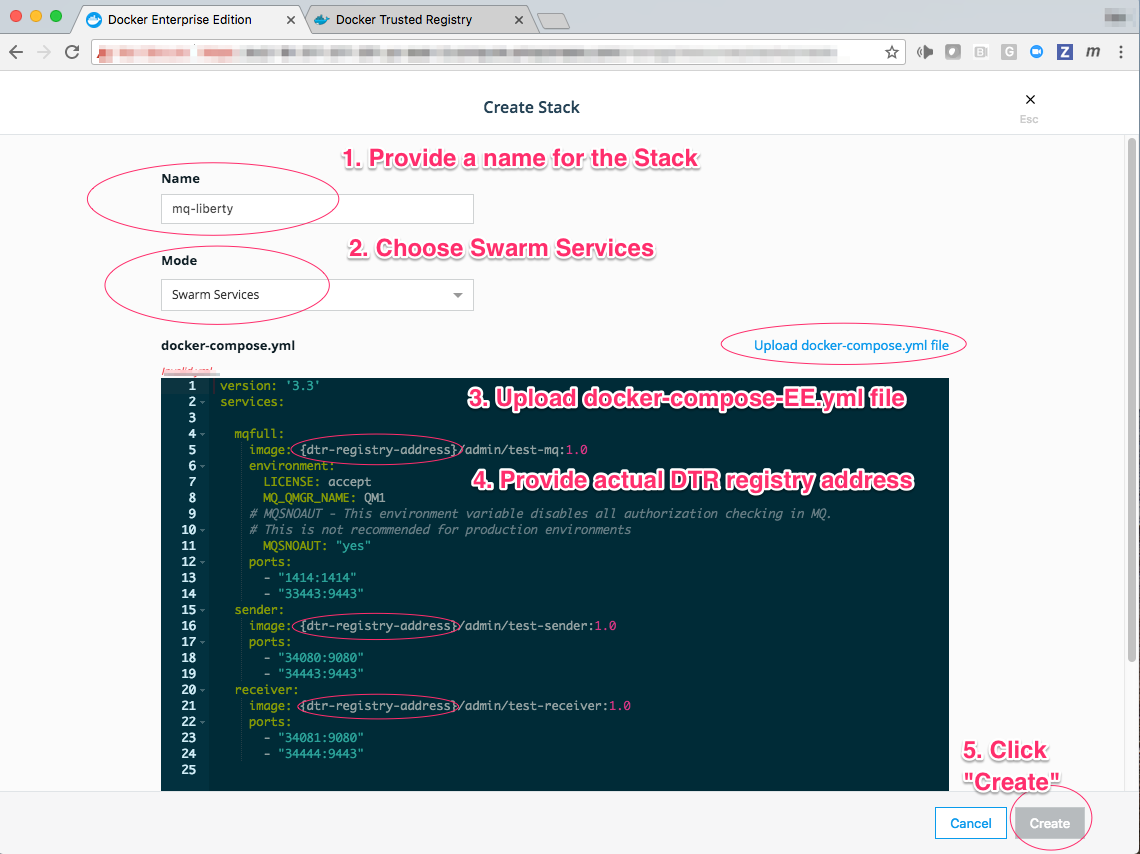 Docker Enterprise Edition
Docker Trusted Registry
Create Stack
Esc
1. Provide a name for the Stack
Name
mq-liberty
2. Choose Swarm Services
Mode
Swarm Services
docker-compose.yml
Upload docker-compose.yml file
1 version: '3.3'
2 services:
3
3. Upload docker-compose-EE.yml file
4 mqfull:
5 image: {dtr-registry-address}/admin/test-mq:1.0
6 environment:
4. Provide actual DTR registry address
7 LICENSE: accept
8 MQ_QMGR_NAME: QM1
9 # MQSNOAUT - This environment variable disables all authorization checking in MQ.
10 # This is not recommended for production environments
11 MQSNOAUT: "yes"
12 ports:
13 - "1414:1414"
14 - "33443:9443"
15 sender:
16 image: {dtr-registry-address}/admin/test-sender:1.0
17 ports:
18 - "34080:9080"
19 - "34443:9443"
20 receiver:
21 image: {dtr-registry-address}/admin/test-receiver:1.0
22 ports:
23 - "34081:9080"
24 - "34444:9443"
25
5. Click
"Create"
Cancel
Create